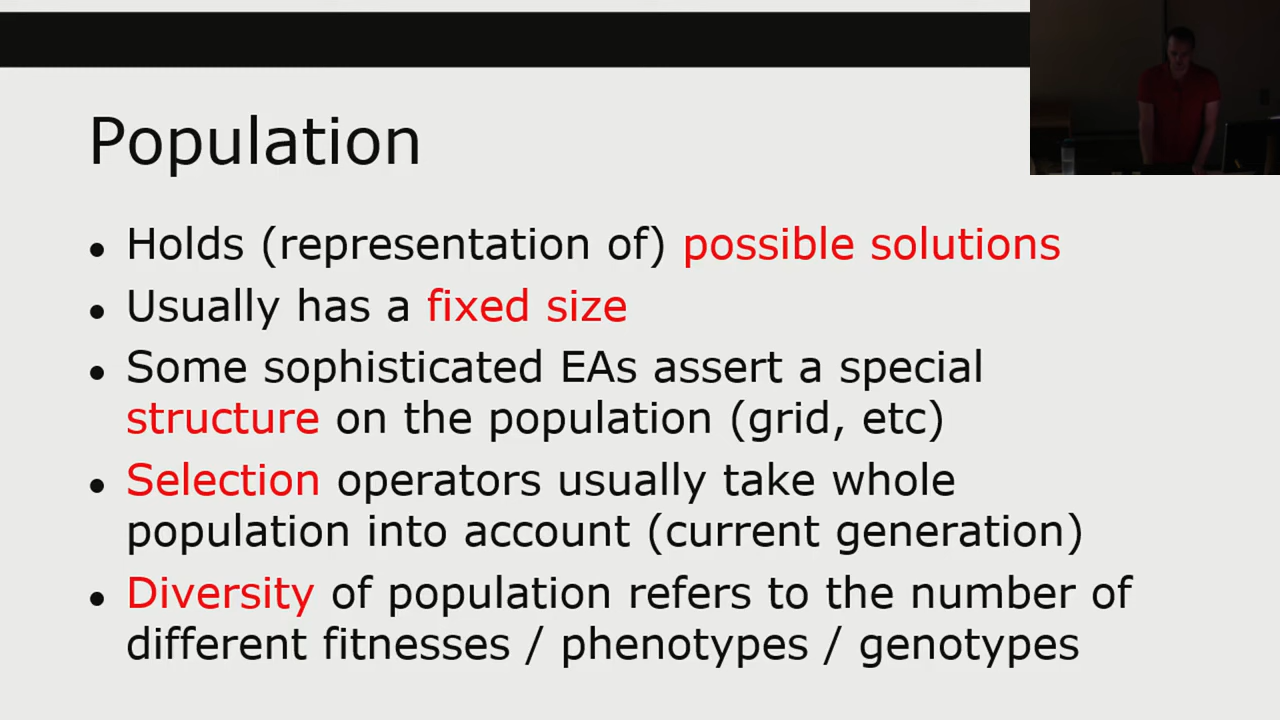 Population
• Holds (representation of) possible solutions
• Usually has a fixed size
• Some sophisticated EAs assert a special
structure on the population (grid, etc)
• Selection operators usually take whole
population into account (current generation)
• Diversity of population refers to the number of
different fitnesses / phenotypes / genotypes